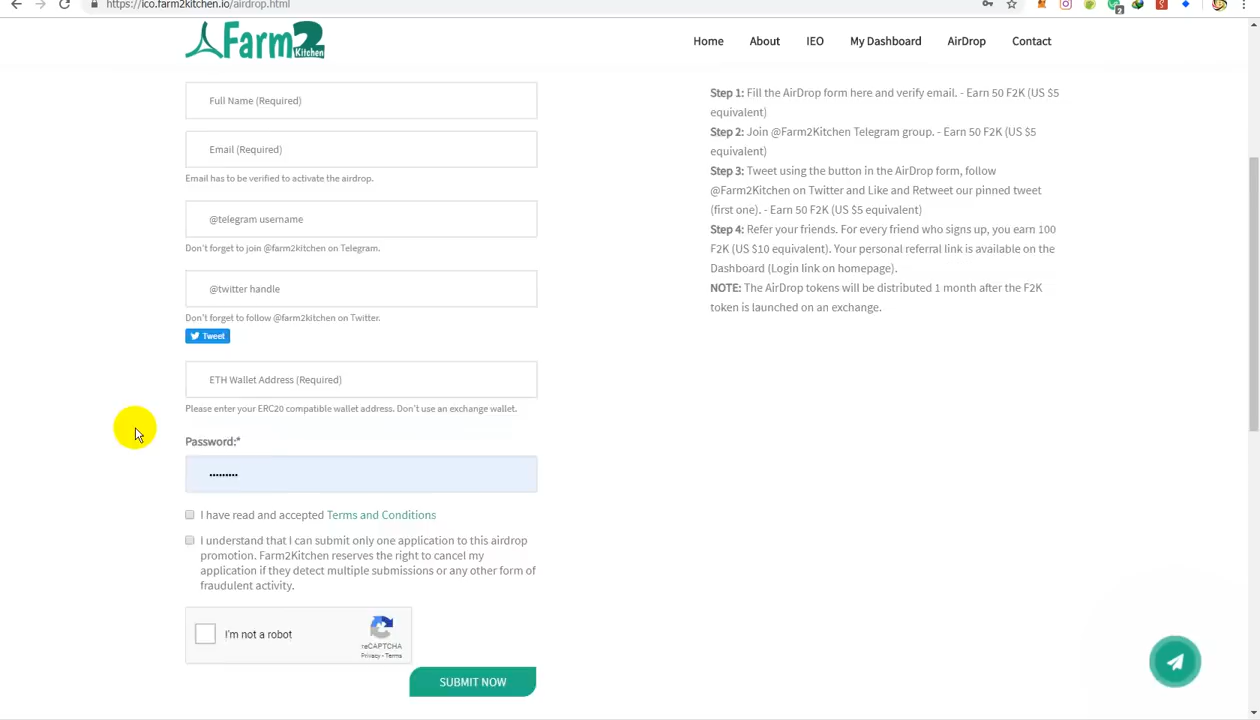 https://ico.farm2kitchen.io/airdrop.html
2
Farm2
Kitchen
Home About IEO My Dashboard AirDrop Contact
Full Name (Required)
Email (Required)
Email has to be verified to activate the airdrop.
@telegram username
Don't forget to join @farm2kitchen on Telegram.
@twitter handle
Don't forget to follow @farm2kitchen on Twitter.
Tweet
ETH Wallet Address (Required)
Please enter your ERC20 compatible wallet address. Don't use an exchange wallet.
Password:*
•••••••••
I have read and accepted Terms and Conditions
I understand that I can submit only one application to this airdrop
promotion. Farm2Kitchen reserves the right to cancel my
application if they detect multiple submissions or any other form of
fraudulent activity.
I'm not a robot
reCAPTCHA
Privacy - Terms
SUBMIT NOW
Step 1: Fill the AirDrop form here and verify email. - Earn 50 F2K (US $5
equivalent)
Step 2: Join @Farm2Kitchen Telegram group. - Earn 50 F2K (US $5
equivalent)
Step 3: Tweet using the button in the AirDrop form, follow
@Farm2Kitchen on Twitter and Like and Retweet our pinned tweet
(first one). - Earn 50 F2K (US $5 equivalent)
Step 4: Refer your friends. For every friend who signs up, you earn 100
F2K (US $10 equivalent). Your personal referral link is available on the
Dashboard (Login link on homepage).
NOTE: The AirDrop tokens will be distributed 1 month after the F2K
token is launched on an exchange.